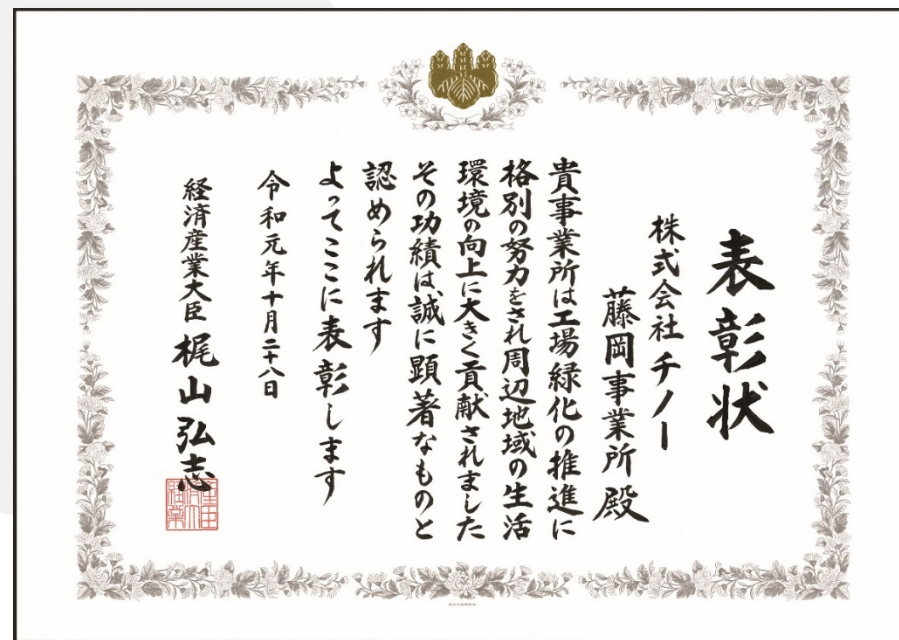 表彰状
株式会社チノー
藤岡事業所殿
貴事業所は工場緑化の推進に
格別の努力をされ周辺地域の生活
環境の向上に大きく貢献されました
その功績は、誠に顕著なものと
認められます
よってここに表彰します
令和元年十月二十八日
経済産業大臣 梶山弘志